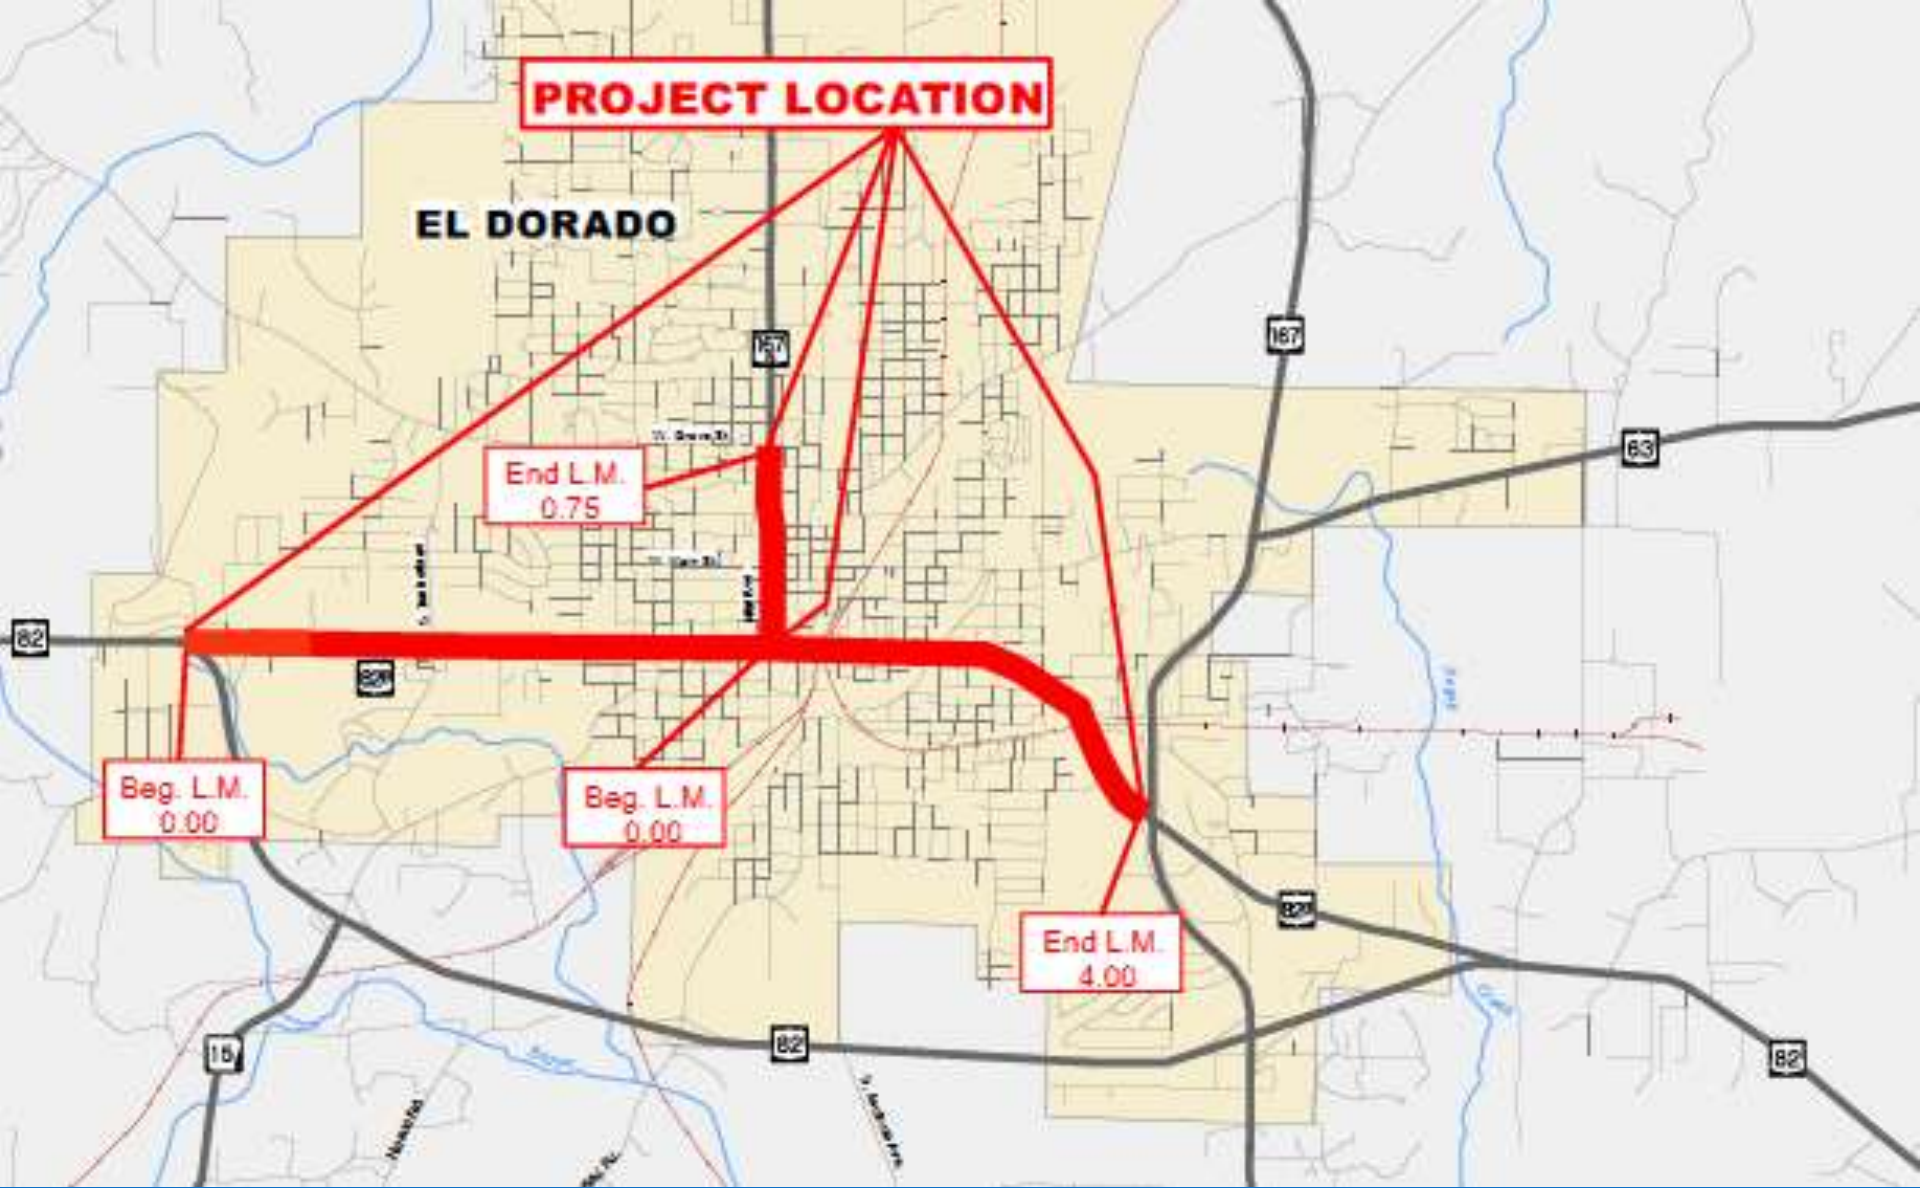 PROJECT LOCATION
EL DORADO
167
167
63
End L.M.
0.75
82
82B
Beg. L.M.
0.00
Beg. L.M.
0.00
82B
End L.M.
4.00
15
82
82